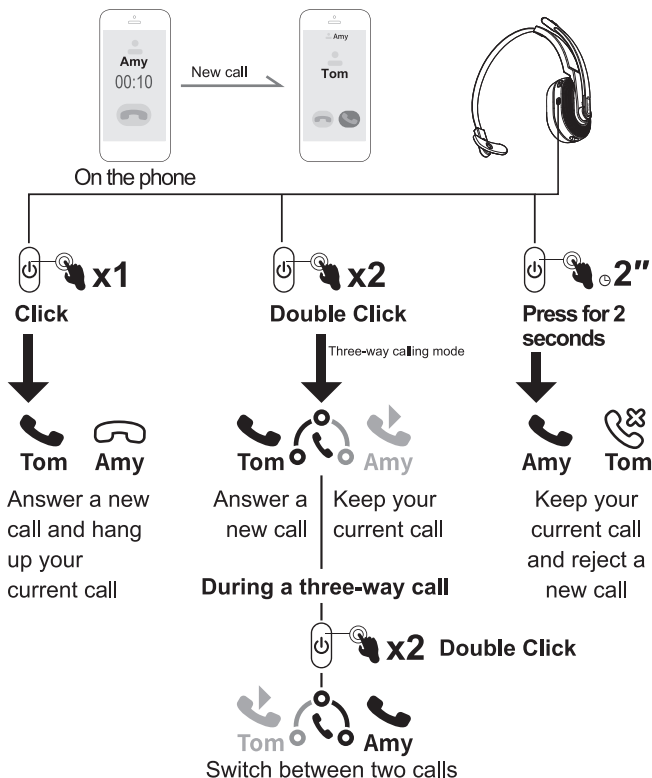 Amy
00:10
New call
Amy
Tom
On the phone
x1
Click
x2
Double Click
2"
Press for 2
seconds
Three-way calling mode
Tom Amy
Answer a new
call and hang
up your
current call
Tom Amy
Answer a
new call
Keep your
current call
Amy Tom
Keep your
current call
and reject a
new call
During a three-way call
x2 Double Click
Tom Amy
Switch between two calls